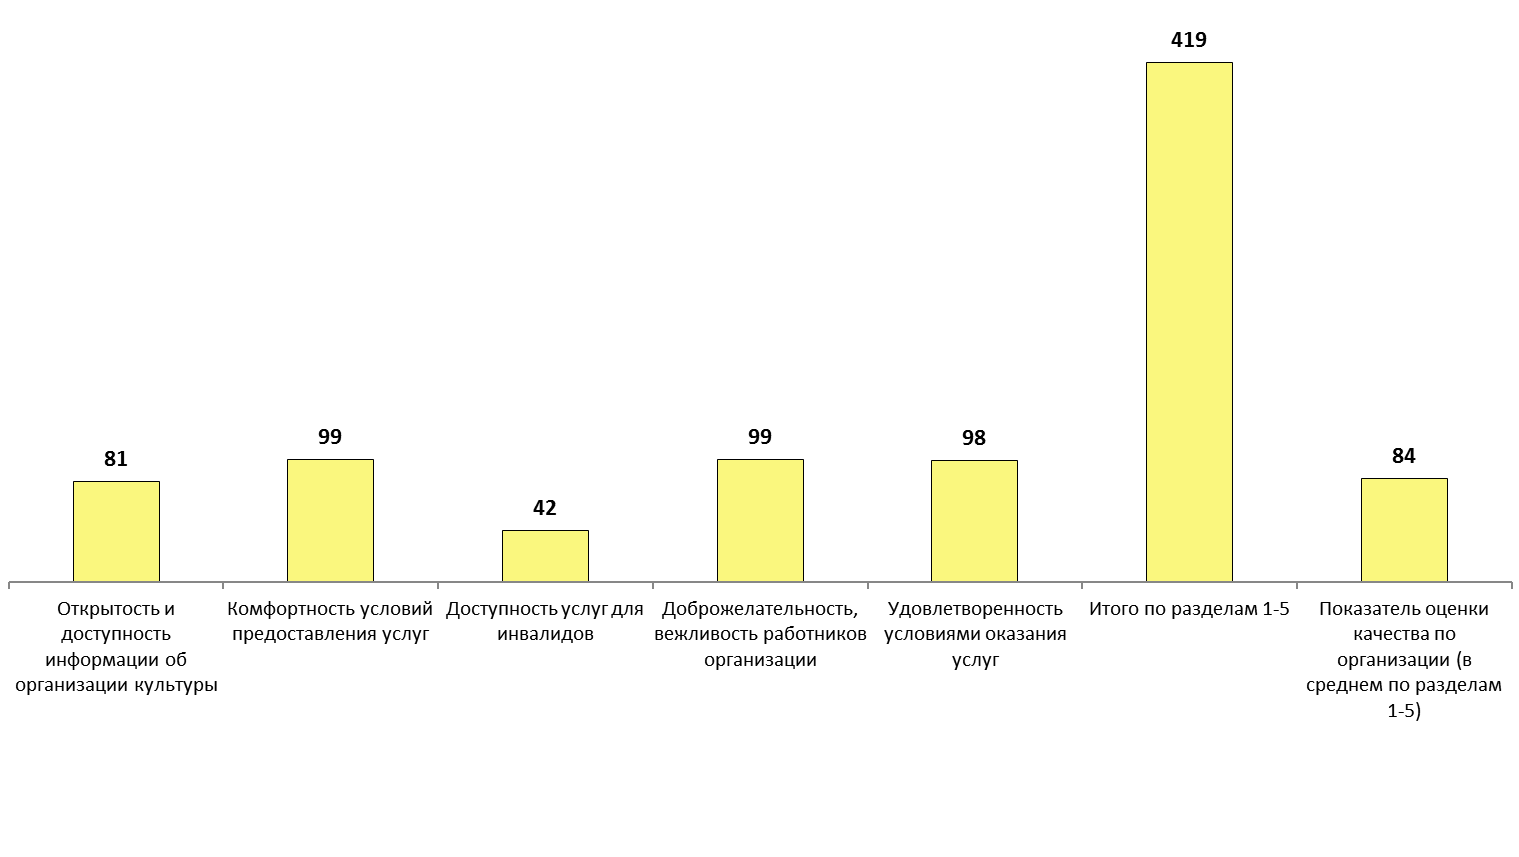 419
99
99
98
84
81
42
Открытость и
доступность
информации об
организации культуры
Комфортность условий
предоставления услуг
Доступность услуг для
инвалидов
Доброжелательность,
вежливость работников
организации
Удовлетворенность
условиями оказания
услуг
Итого по разделам 1-5
Показатель оценки
качества по
организации (в
среднем по разделам
1-5)